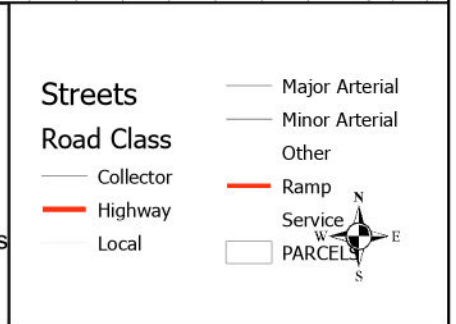 Streets
Road Class
Collector
Highway
Local
Major Arterial
Minor Arterial
Other
Ramp
Service
PARCELS
N
W
E
S
s